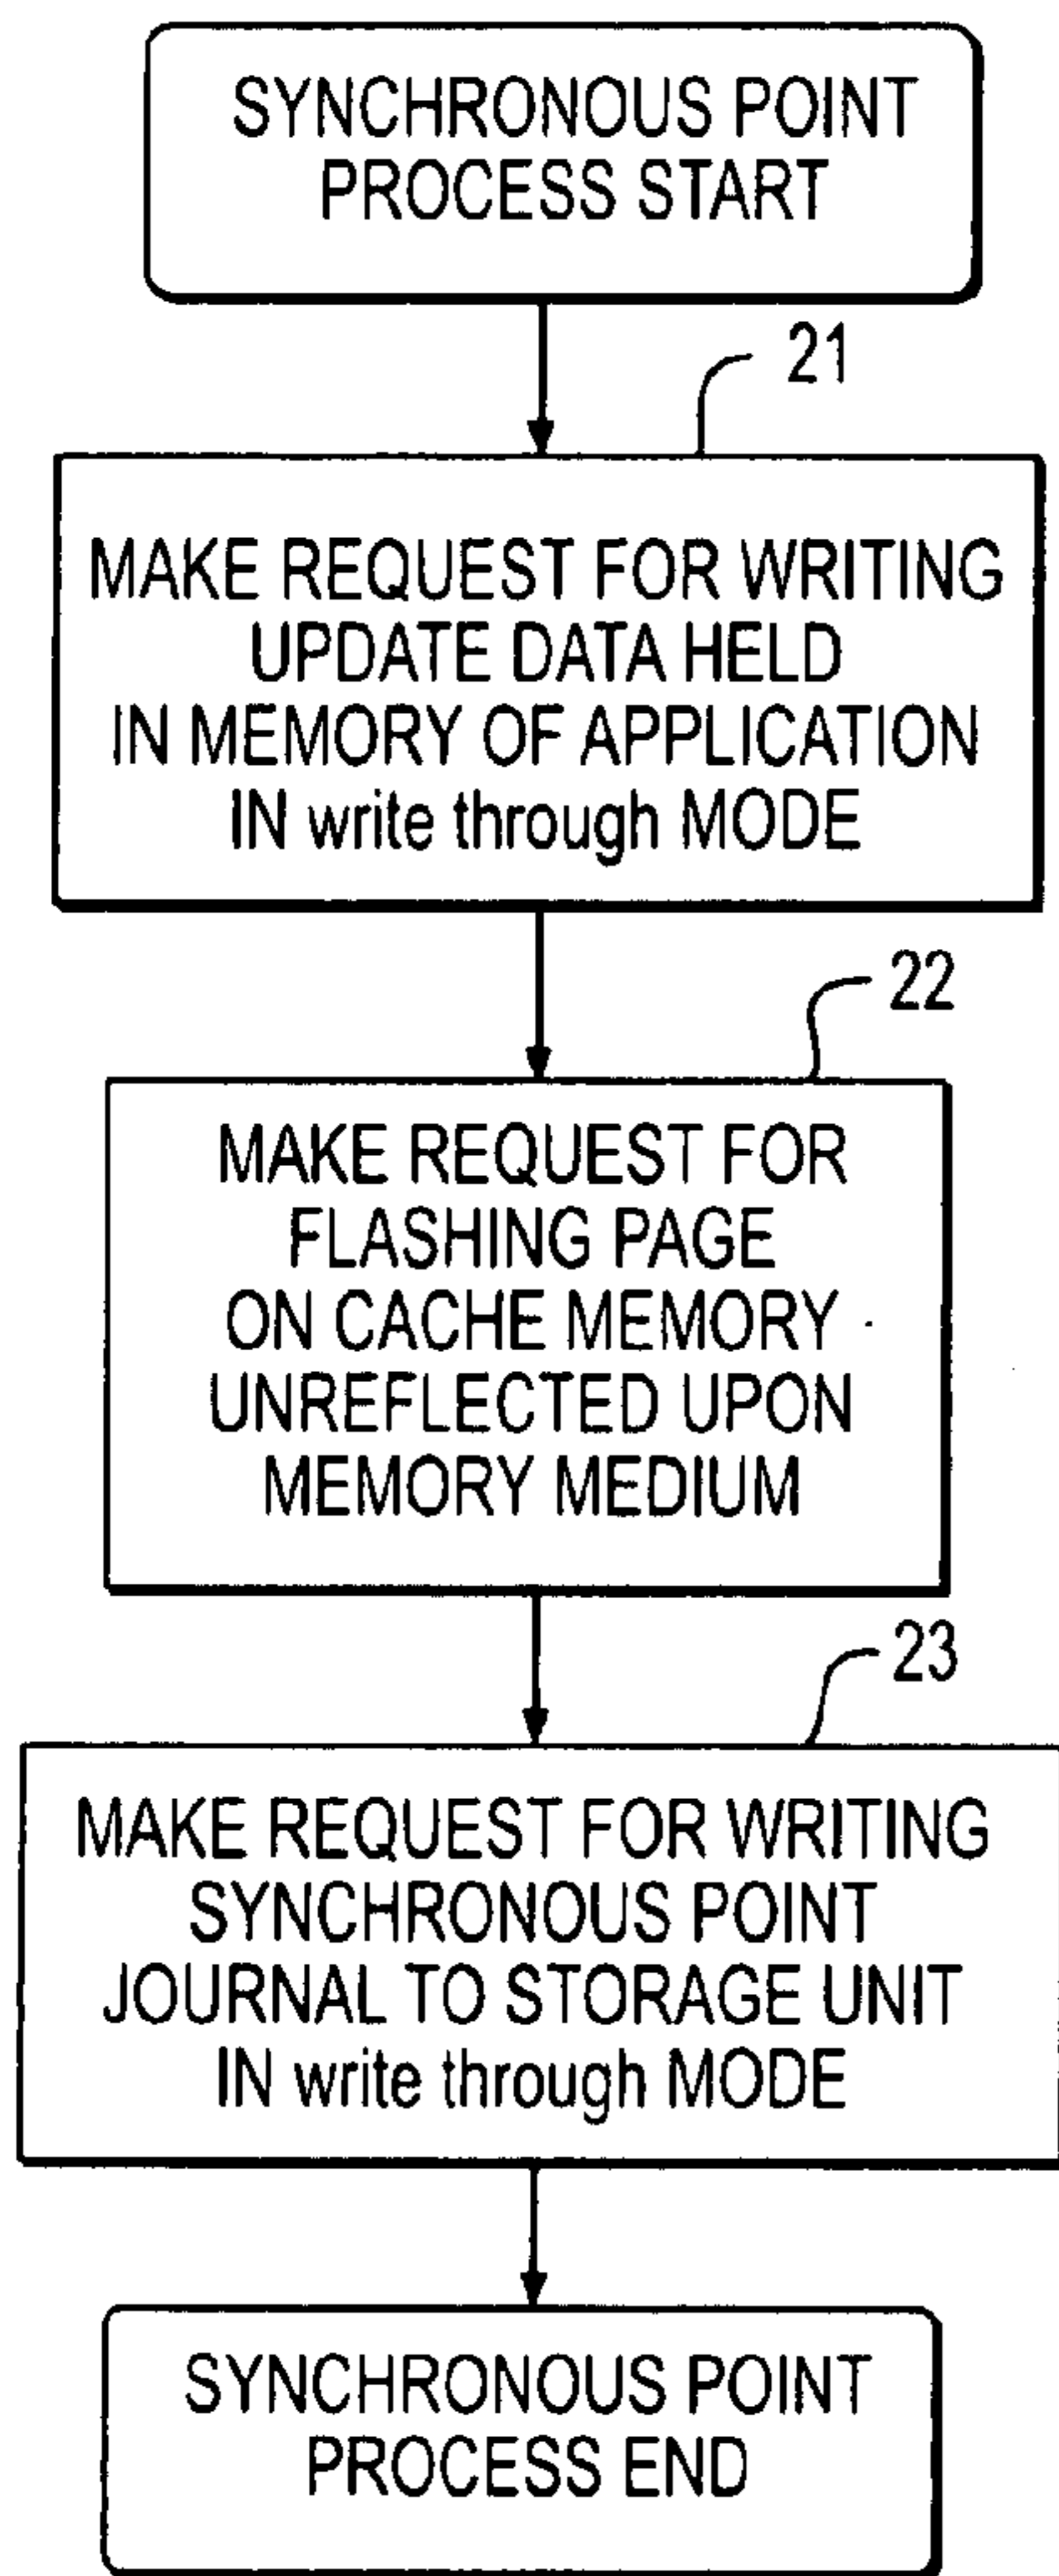 SYNCHRONOUS POINT
PROCESS START
21
MAKE REQUEST FOR WRITING
UPDATE DATA HELD
IN MEMORY OF APPLICATION
IN write through MODE
22
MAKE REQUEST FOR
FLASHING PAGE
ON CACHE MEMORY
UNREFLECTED UPON
MEMORY MEDIUM
23
MAKE REQUEST FOR WRITING
SYNCHRONOUS POINT
JOURNAL TO STORAGE UNIT
IN write through MODE
SYNCHRONOUS POINT
PROCESS END